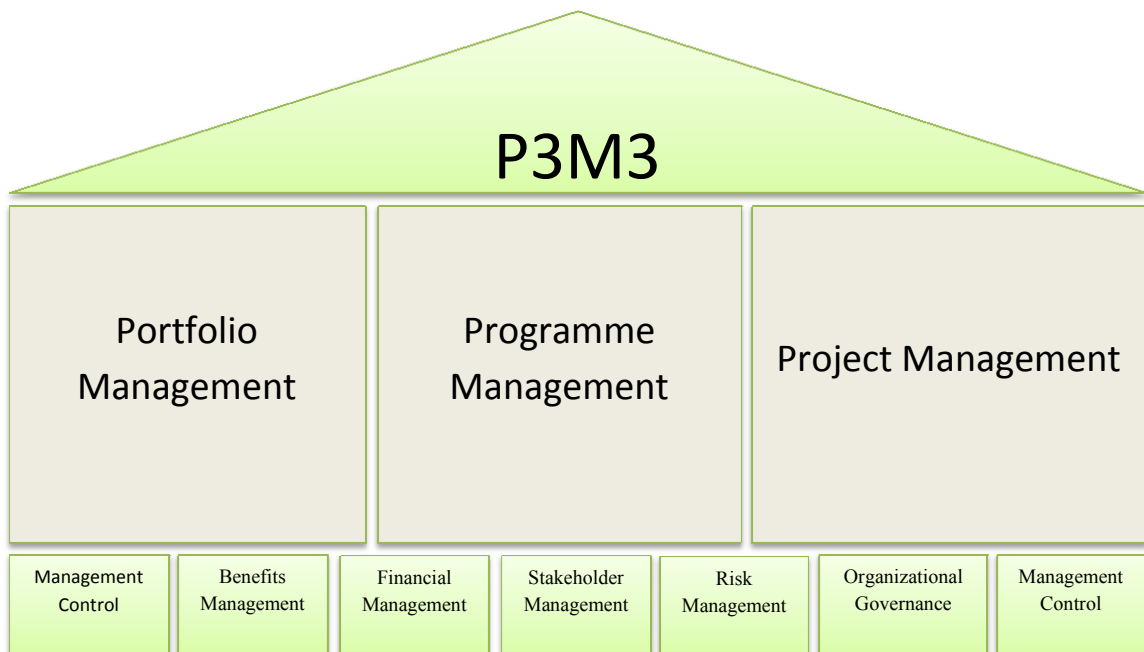 P3M3
Portfolio
Management
Programme
Management
Project Management
Management
Control
Benefits
Management
Financial
Management
Stakeholder
Management
Risk
Management
Organizational
Governance
Management
Control